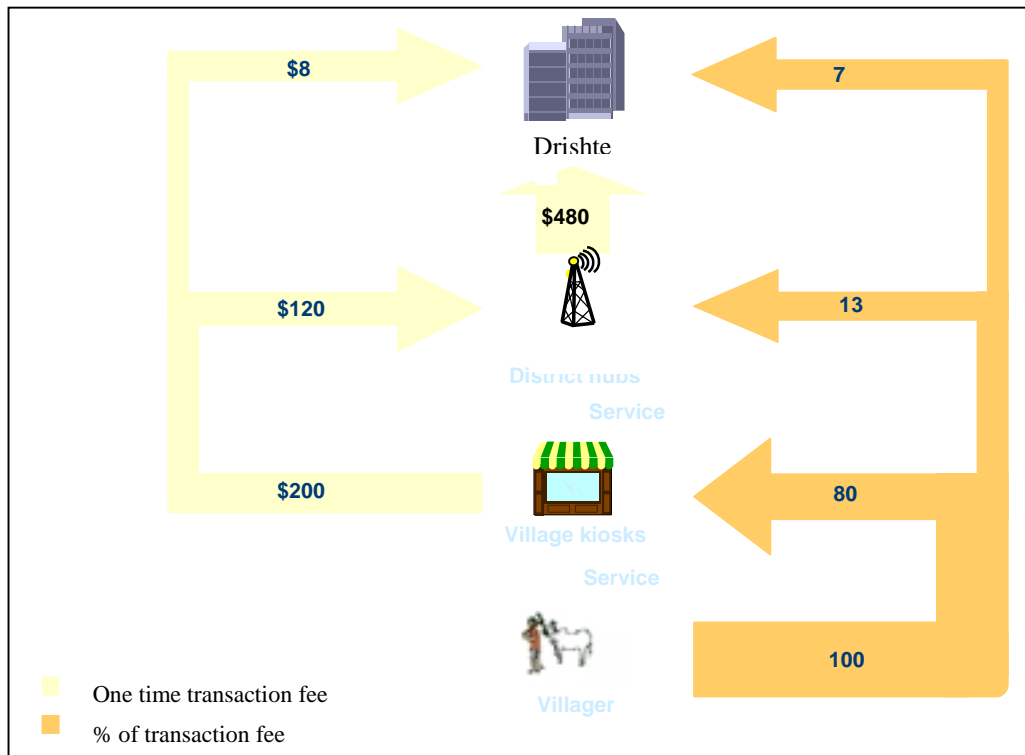 $8
7
Drishte
$480
$120
13
District hubs
Service
$200
80
Village kiosks
Service
100
Villager
One time transaction fee
% of transaction fee